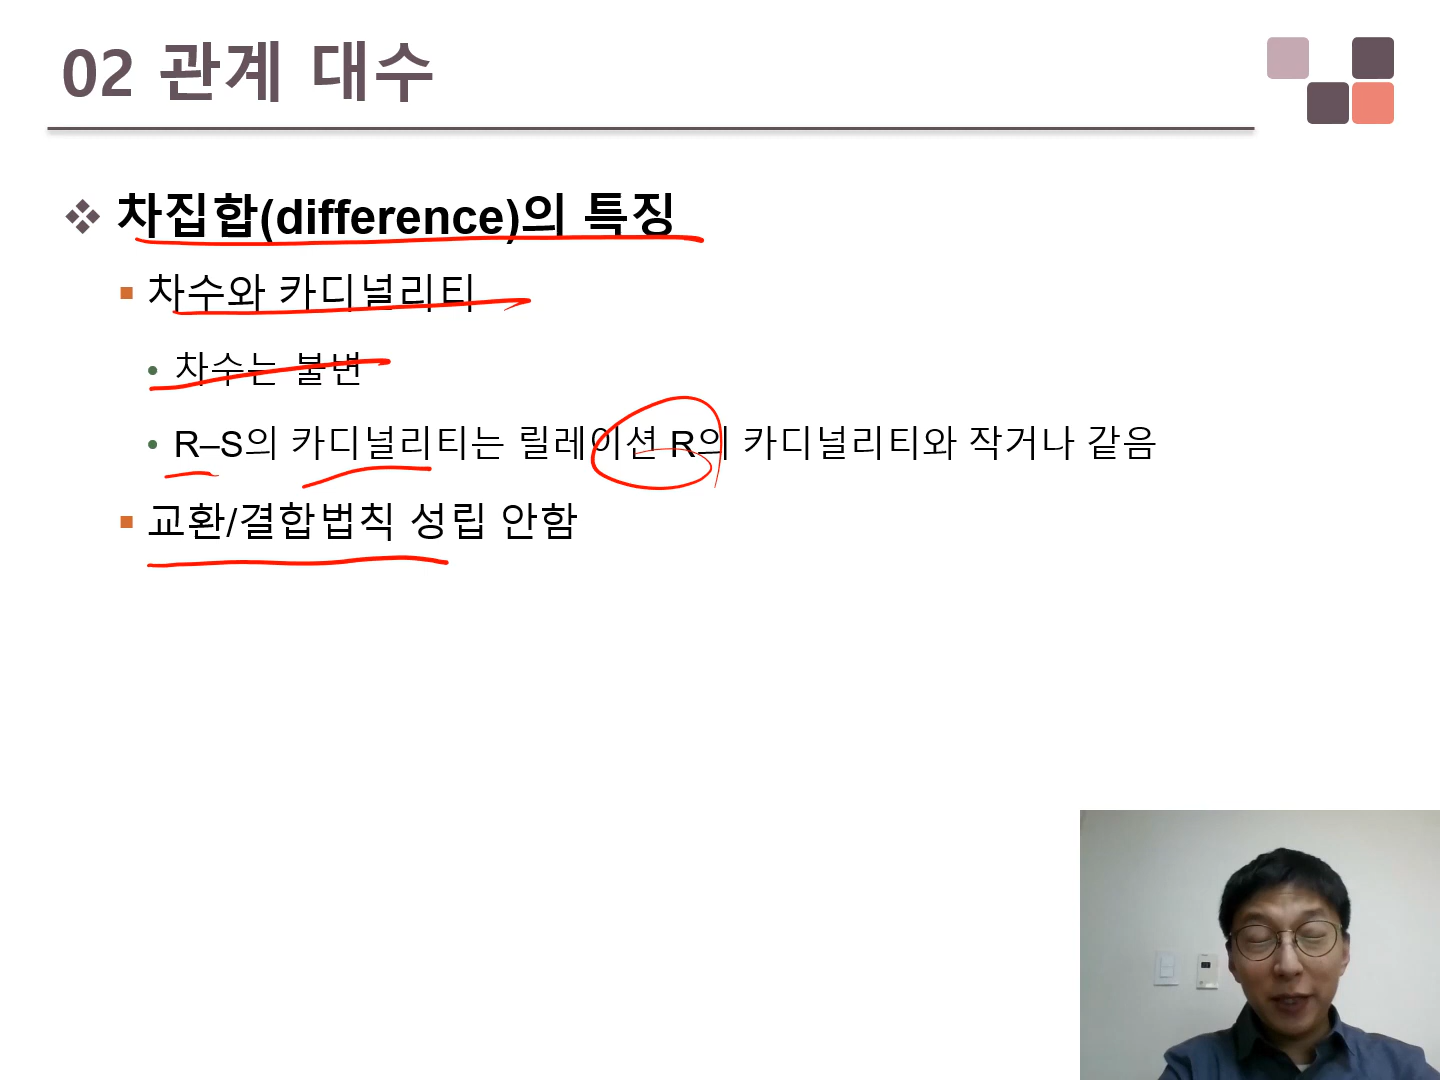 02 관계 대수
차집합(difference)의 특징
차수와 카디널리티
차수는 불변
R–S의 카디널리티는 릴레이션 R의 카디널리티와 작거나 같음
교환/결합법칙 성립 안함